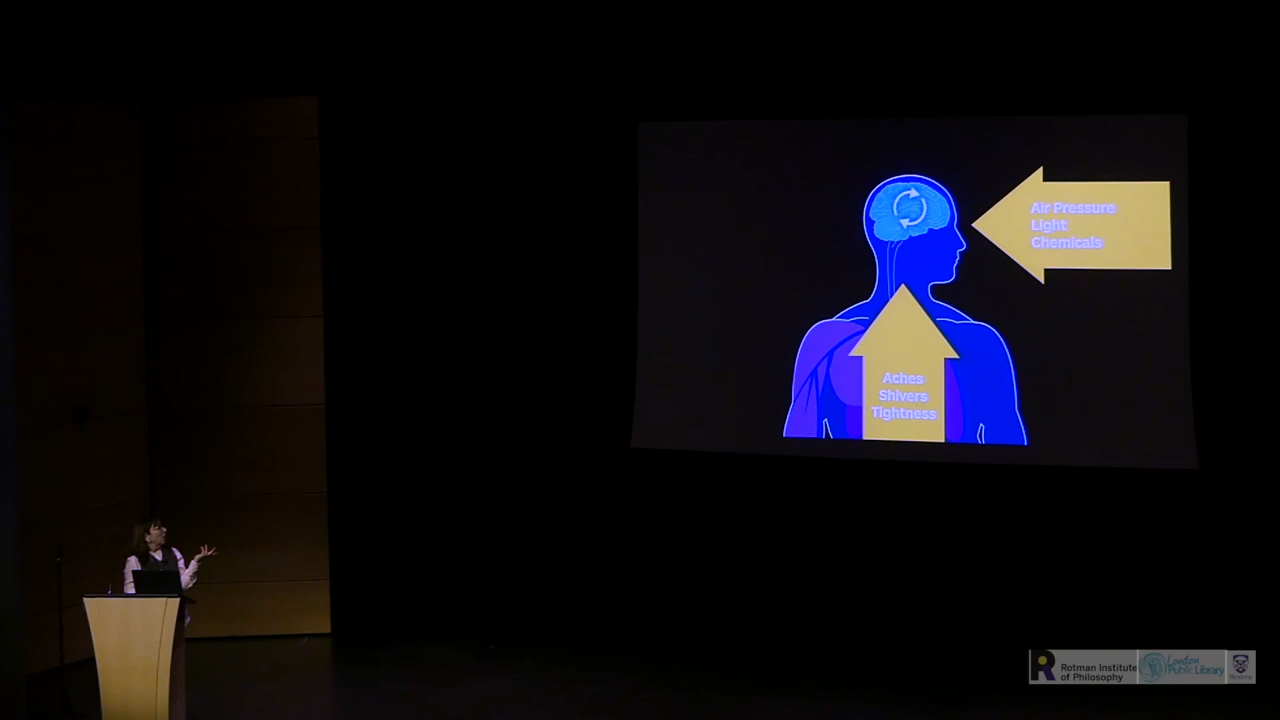 Air Pressure
Light
Chemicals
Aches
Shivers
Tightness
Rotman Institute
of Philosophy
London
Public Library